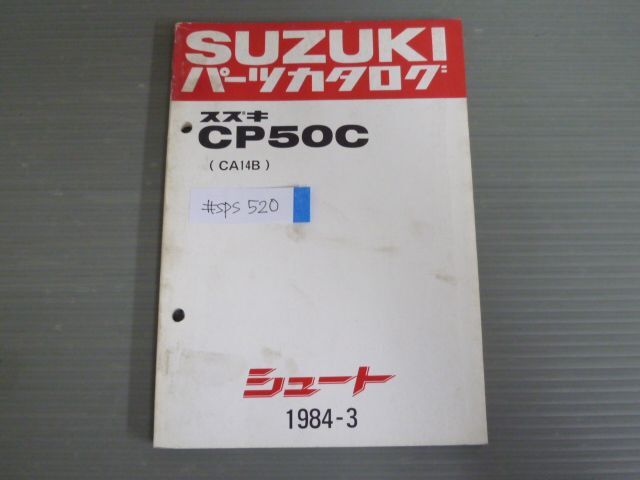 SUZUKI
パーツカタログ
スズキ
CP50C
( CA14B )
#SPS 520
シュート
1984-3